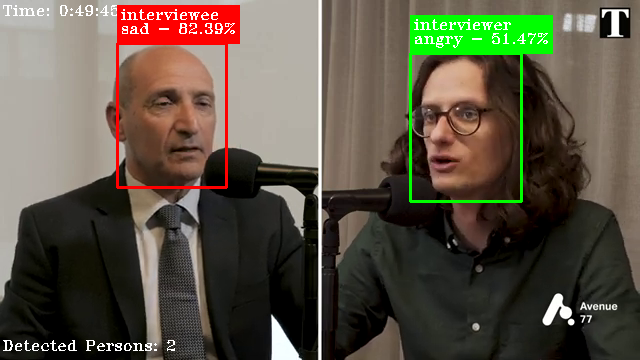 Time: 0:49:45
interviewee
sad - 82.39%
interviewer
angry - 51.47%
T
Avenue
77
Detected Persons: 2